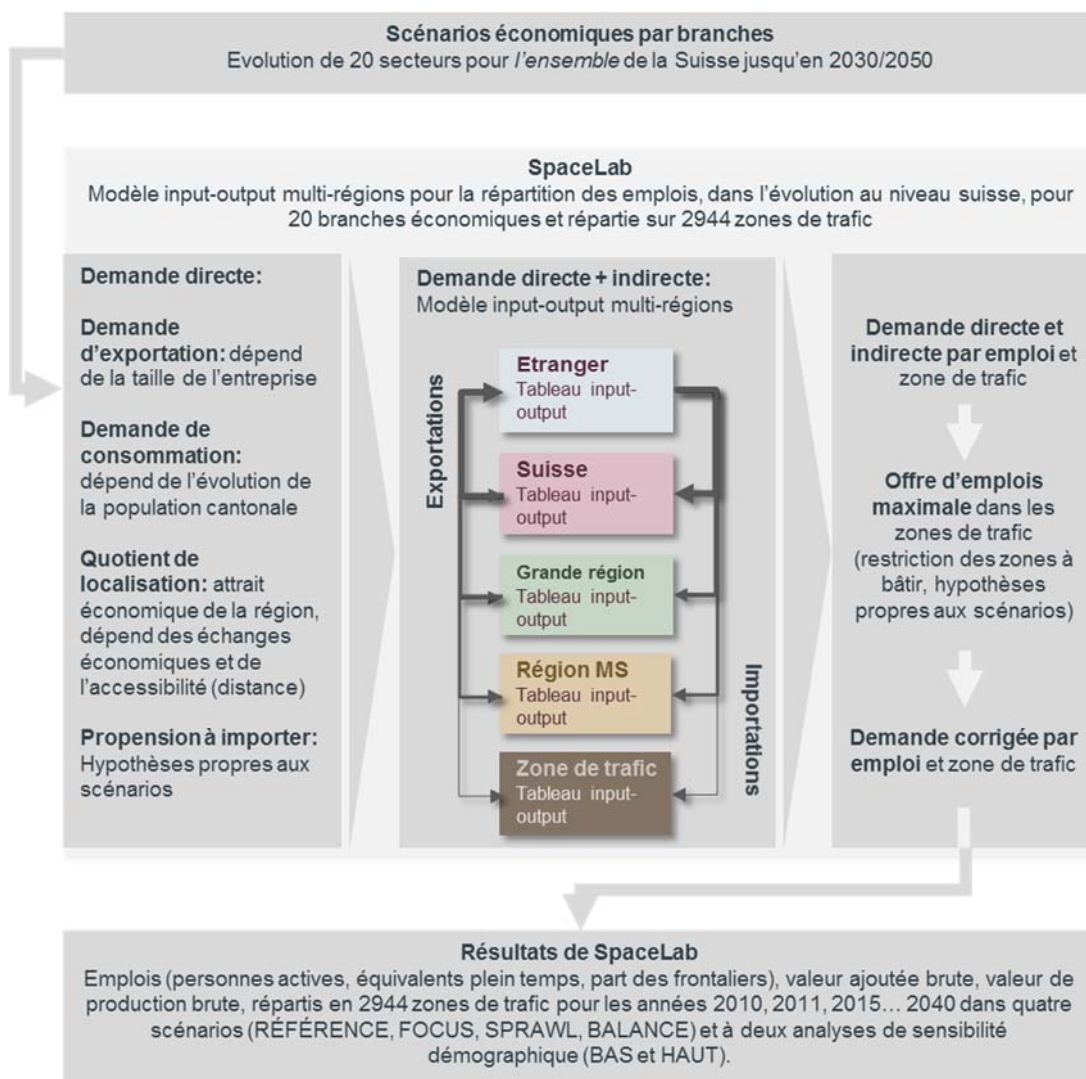 Scénarios économiques par branches
Evolution de 20 secteurs pour l'ensemble de la Suisse jusqu'en 2030/2050
SpaceLab
Modèle input-output multi-régions pour la répartition des emplois, dans l'évolution au niveau suisse, pour
20 branches économiques et répartie sur 2944 zones de trafic
Demande directe:
Demande
d'exportation: dépend
de la taille de l'entreprise
Demande de
consommation:
dépend de l'évolution de
la population cantonale
Quotient de
localisation: attrait
économique de la région,
dépend des échanges
économiques et de
l'accessibilité (distance)
Propension à importer:
Hypothèses propres aux
scénarios
Demande directe + indirecte:
Modèle input-output multi-régions
Exportations
Etranger
Tableau input-
output
Suisse
Tableau input-
output
Grande région
Tableau input-
output
Région MS
Tableau input-
output
Zone de trafic
Tableau input-
output
Importations
Demande directe et
indirecte par emploi et
zone de trafic
Offre d'emplois
maximale dans les
zones de trafic
(restriction des zones à
bâtir, hypothèses
propres aux scénarios)
Demande corrigée par
emploi et zone de trafic
Résultats de SpaceLab
Emplois (personnes actives, équivalents plein temps, part des frontaliers), valeur ajoutée brute, valeur de
production brute, répartis en 2944 zones de trafic pour les années 2010, 2011, 2015... 2040 dans quatre
scénarios (RÉFÉRENCE, FOCUS, SPRAWL, BALANCE) et à deux analyses de sensibilité
démographique (BAS et HAUT).